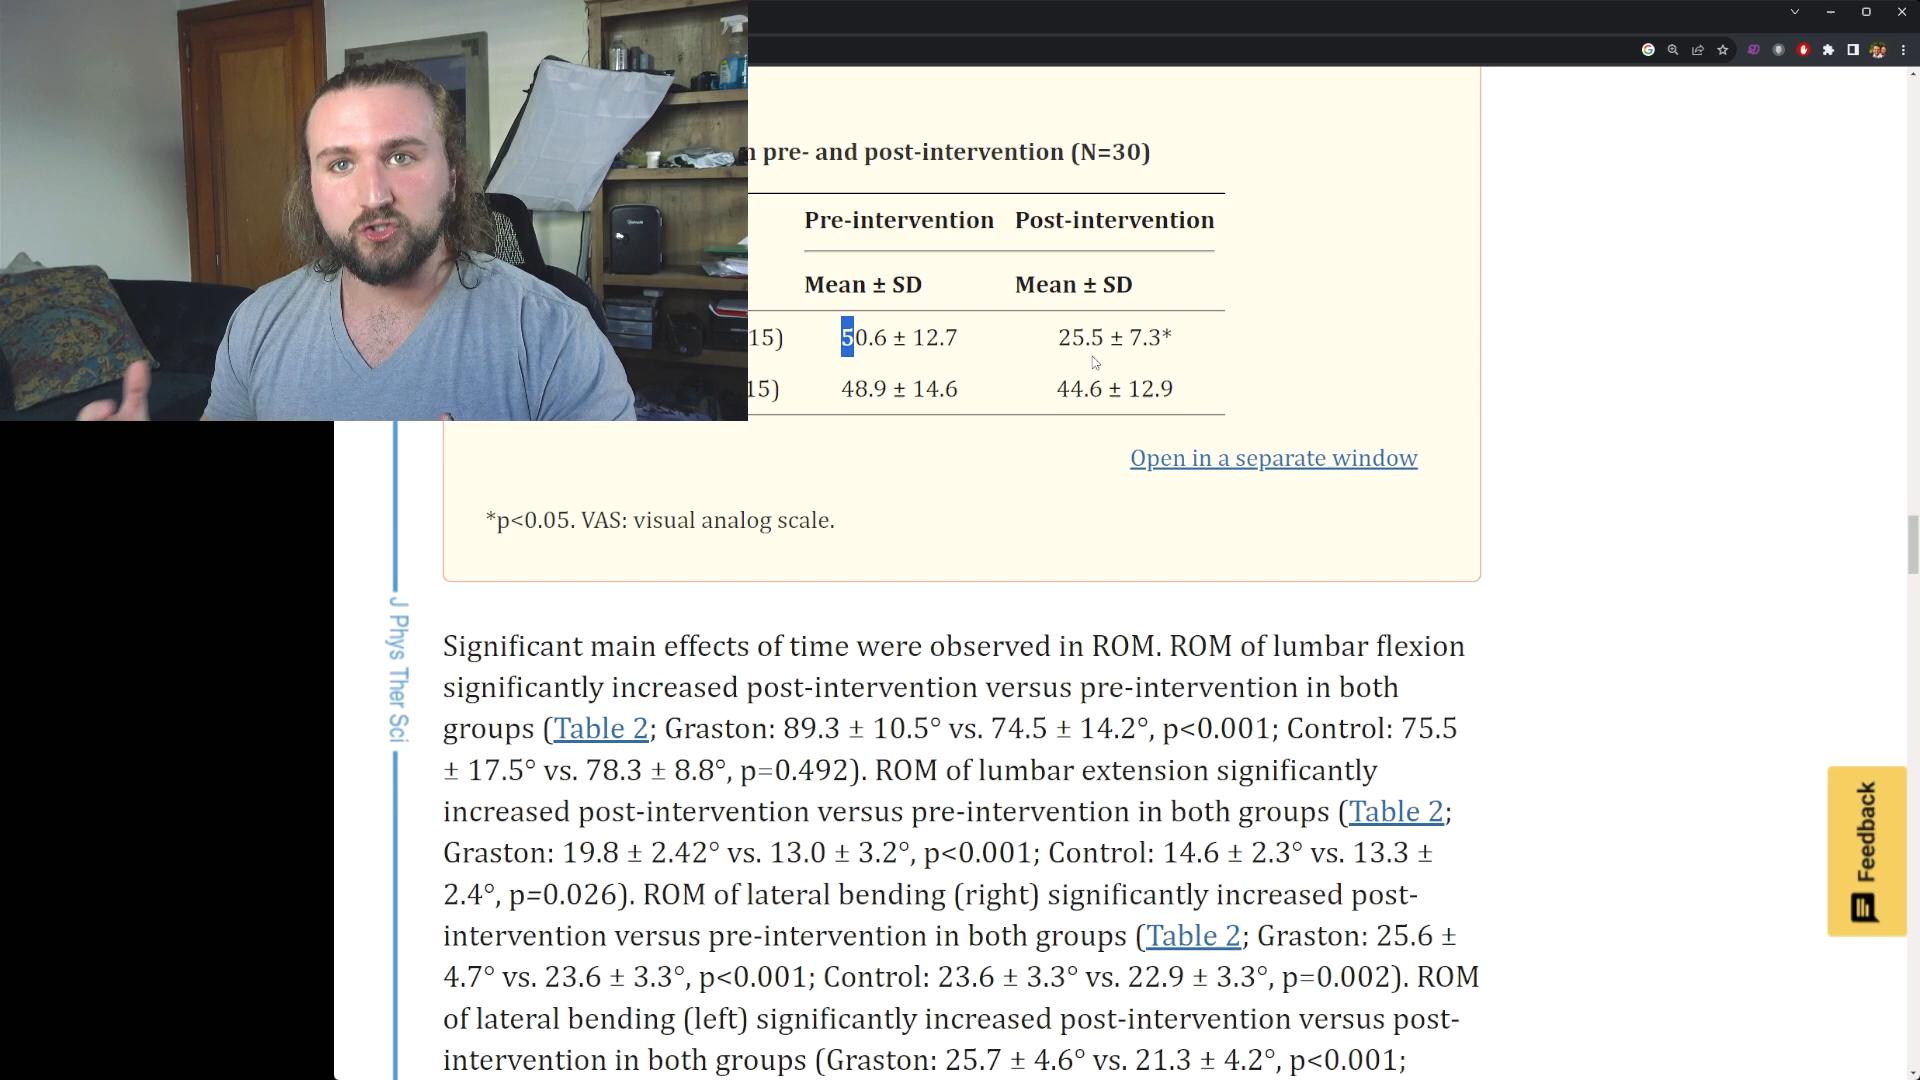 pre- and post-intervention (N=30)
Pre-intervention Post-intervention
Mean ± SD Mean ± SD
15) 50.6 ± 12.7 25.5 ± 7.3*
15) 48.9 ± 14.6 44.6 ± 12.9
Open in a separate window
*p<0.05. VAS: visual analog scale.
J Phys Ther Sci
Significant main effects of time were observed in ROM. ROM of lumbar flexion
significantly increased post-intervention versus pre-intervention in both
groups (Table 2; Graston: 89.3 ± 10.5° vs. 74.5 ± 14.2°, p<0.001; Control: 75.5
± 17.5° vs. 78.3 ± 8.8°, p=0.492). ROM of lumbar extension significantly
increased post-intervention versus pre-intervention in both groups (Table 2;
Graston: 19.8 ± 2.42° vs. 13.0 ± 3.2°, p<0.001; Control: 14.6 ± 2.3° vs. 13.3 ±
2.4°, p=0.026). ROM of lateral bending (right) significantly increased post-
intervention versus pre-intervention in both groups (Table 2; Graston: 25.6 ±
4.7° vs. 23.6 ± 3.3°, p<0.001; Control: 23.6 ± 3.3° vs. 22.9 ± 3.3°, p=0.002). ROM
of lateral bending (left) significantly increased post-intervention versus post-
intervention in both groups (Graston: 25.7 ± 4.6° vs. 21.3 ± 4.2°, p<0.001;
Feedback